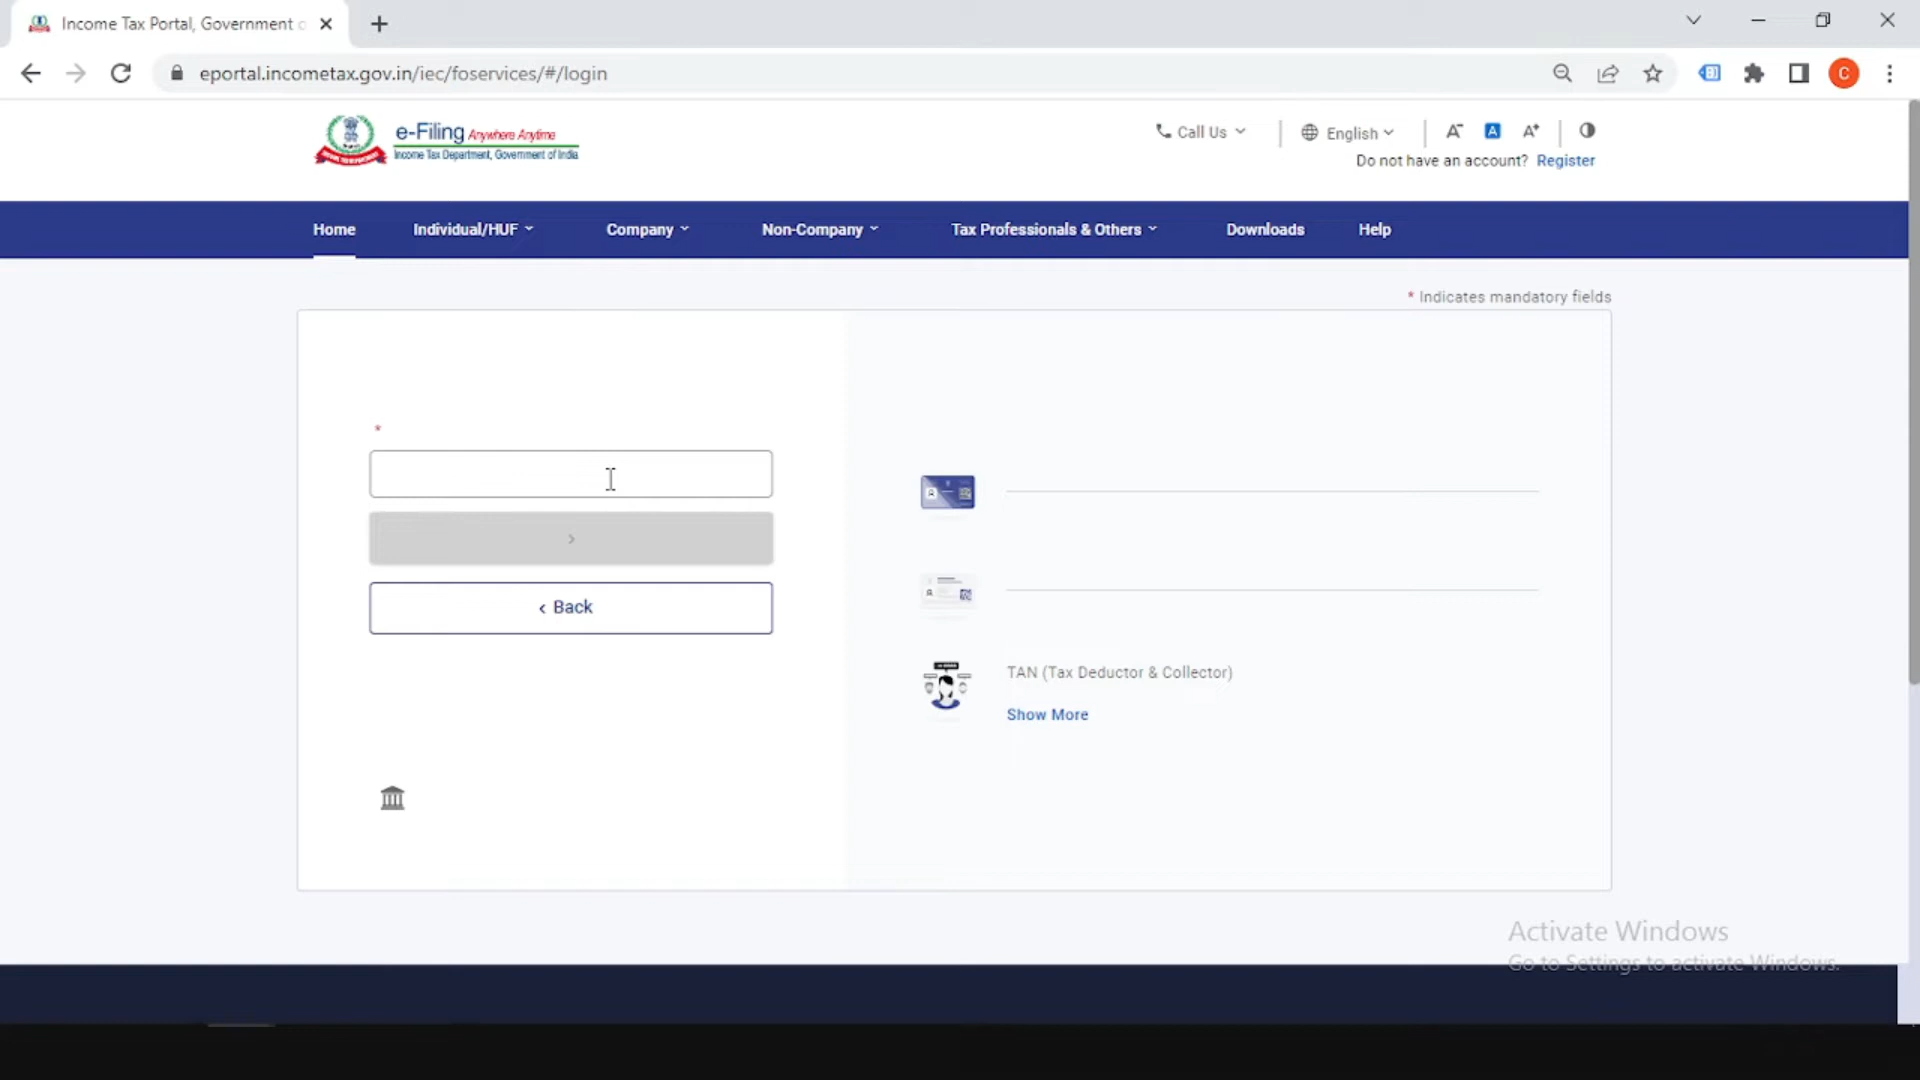 Income Tax Portal, Government o
eportal.incometax.gov.in/iec/foservices/#/login
C
e-Filing Anywhere Anytime
Income Tax Department, Government of India
Call Us
English
A-
A
A+
Do not have an account? Register
Home
Individual/HUF
Company
Non-Company
Tax Professionals & Others
Downloads
Help
* Indicates mandatory fields
*
>
< Back
TAN (Tax Deductor & Collector)
Show More
Activate Windows
Go to Settings to activate Windows.